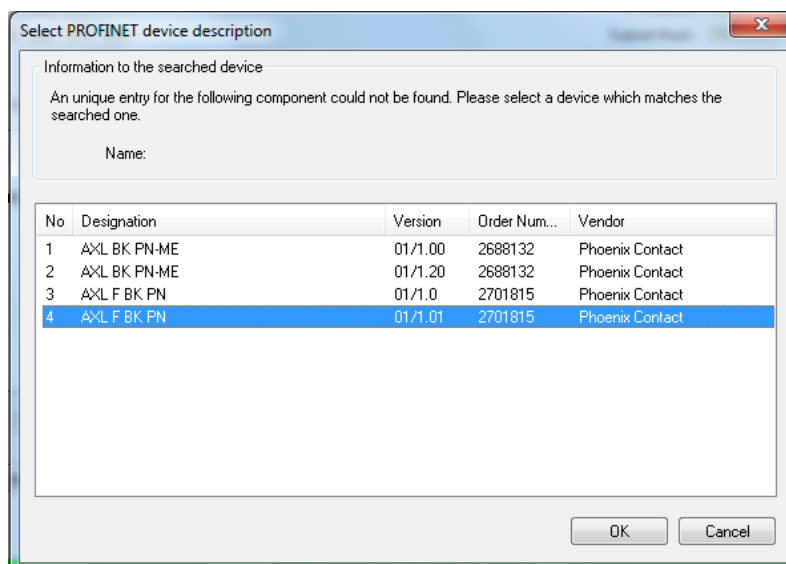 Select PROFINET device description
Information to the searched device
An unique entry for the following component could not be found. Please select a device which matches the
searched one.
Name:
No Designation Version Order Num... Vendor
1 AXL BK PN-ME 01/1.00 2688132 Phoenix Contact
2 AXL BK PN-ME 01/1.20 2688132 Phoenix Contact
3 AXL F BK PN 01/1.0 2701815 Phoenix Contact
4 AXL F BK PN 01/1.01 2701815 Phoenix Contact
OK Cancel